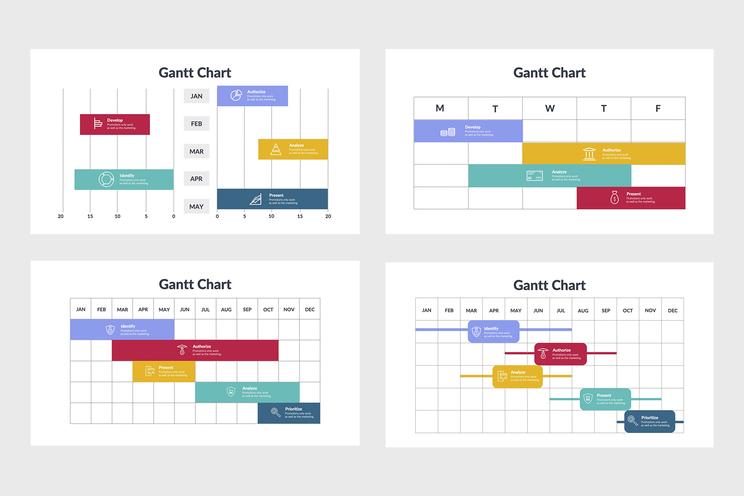 Gantt Chart
JAN
Authorize
Promotions only work
as well as the marketing.
FEB
Develop
Promotions only work
as well as the marketing.
MAR
Analyze
Promotions only work
as well as the marketing.
APR
Identify
Promotions only work
as well as the marketing.
MAY
Present
Promotions only work
as well as the marketing.
20 15 10 5 0 0 5 10 15 20
Gantt Chart
M T W T F
Develop
Promotions only work
as well as the marketing.
Authorize
Promotions only work
as well as the marketing.
Analyze
Promotions only work
as well as the marketing.
Present
Promotions only work
as well as the marketing.
Gantt Chart
JAN FEB MAR APR MAY JUN JUL AUG SEP OCT NOV DEC
Identify
Promotions only work
as well as the marketing.
Authorize
Promotions only work
as well as the marketing.
Present
Promotions only work
as well as the marketing.
Analyze
Promotions only work
as well as the marketing.
Prioritize
Promotions only work
as well as the marketing.
Gantt Chart
JAN FEB MAR APR MAY JUN JUL AUG SEP OCT NOV DEC
Identify
Promotions only work
as well as the marketing.
Authorize
Promotions only work
as well as the marketing.
Analyze
Promotions only work
as well as the marketing.
Present
Promotions only work
as well as the marketing.
Prioritize
Promotions only work
as well as the marketing.